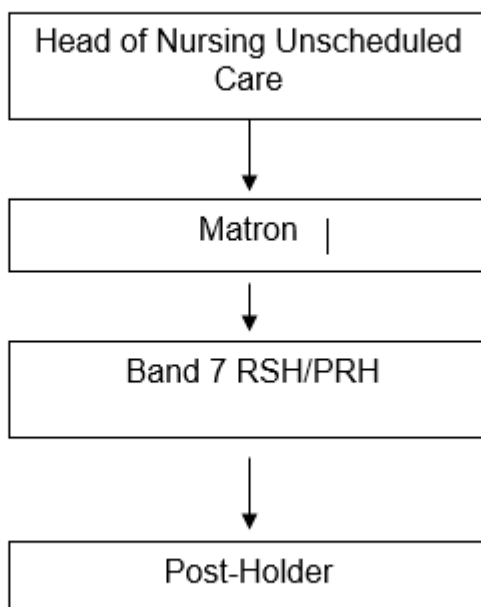 Head of Nursing Unscheduled
Care
Matron
Band 7 RSH/PRH
Post-Holder